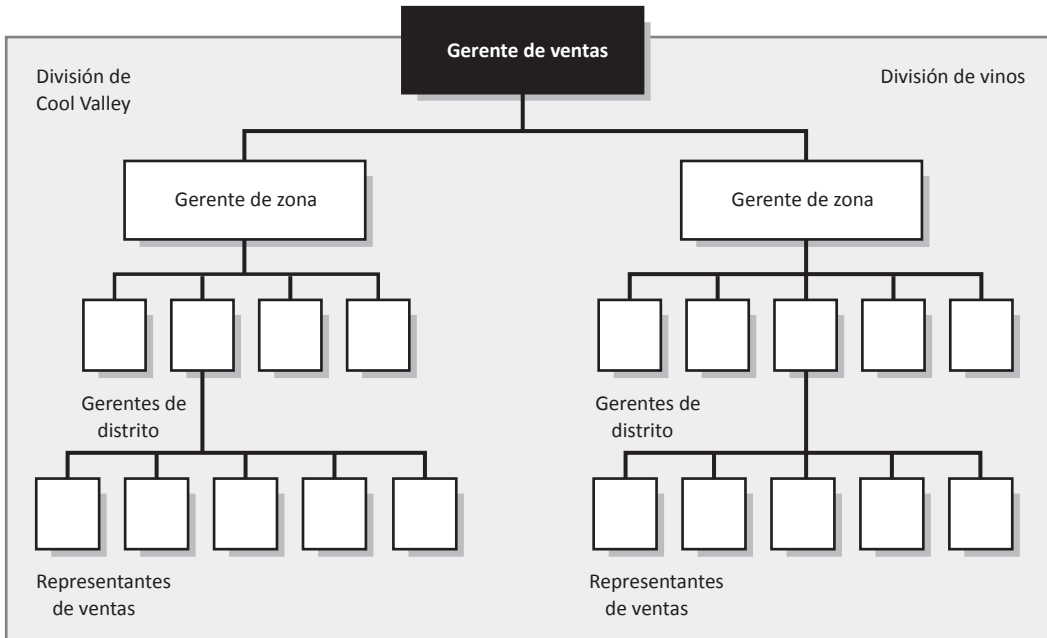 Gerente de ventas
División de
Cool Valley
División de vinos
Gerente de zona
Gerente de zona
Gerentes de
distrito
Gerentes de
distrito
Representantes
de ventas
Representantes
de ventas